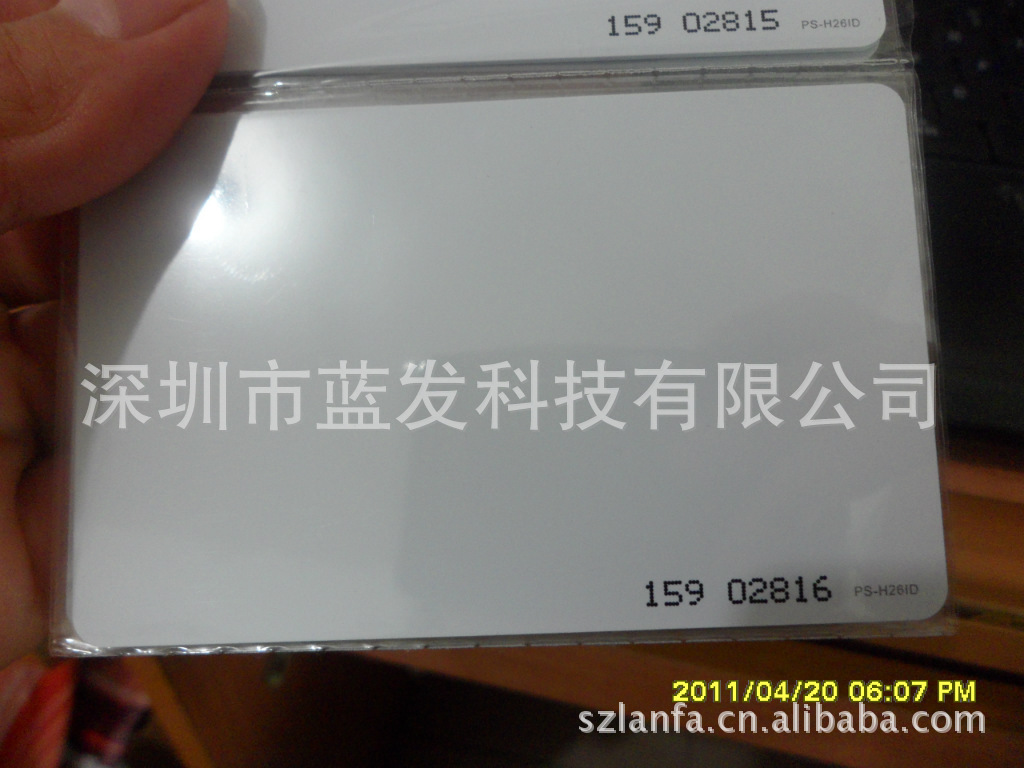 159 02815 PS-H26ID
深圳市蓝发科技有限公司
159 02816 PS-H26ID
2011/04/20 06:07 PM
szlanfa.cn.alibaba.com